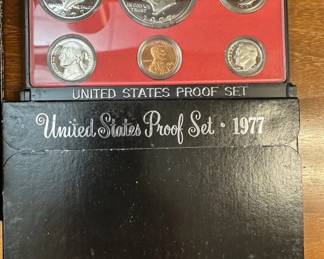 UNITED STATES PROOF SET
United States Proof Set · 1977